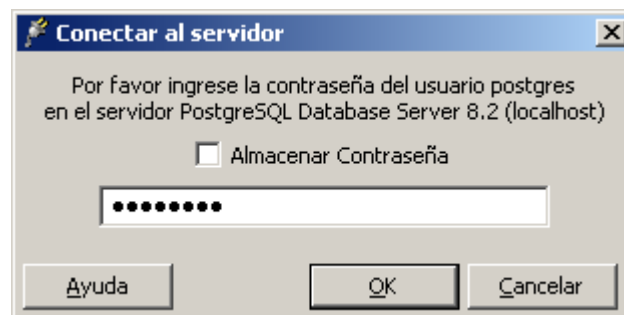 Conectar al servidor
Por favor ingrese la contraseña del usuario postgres
en el servidor PostgreSQL Database Server 8.2 (localhost)
Almacenar Contraseña
●●●●●●●●
Ayuda OK Cancelar